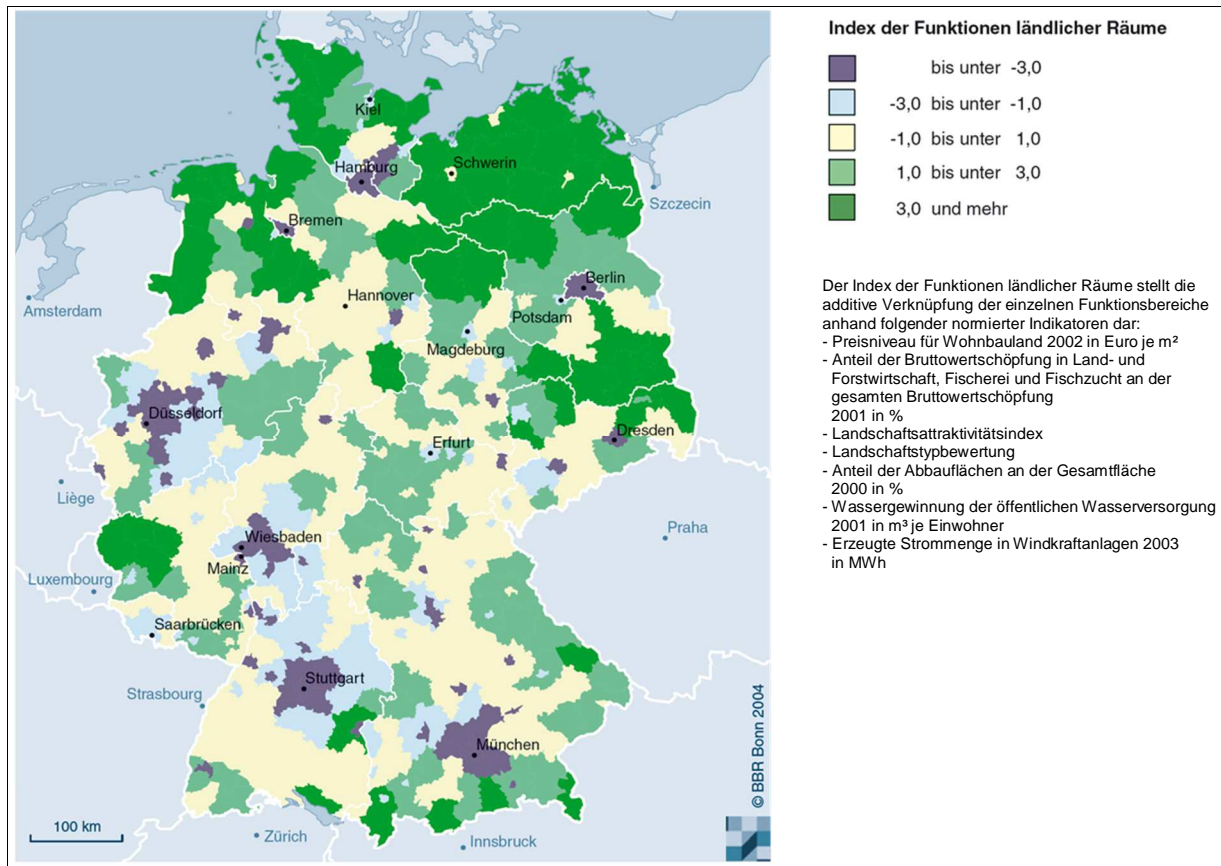 Index der Funktionen ländlicher Räume
bis unter -3,0
-3,0 bis unter -1,0
-1,0 bis unter 1,0
1,0 bis unter 3,0
3,0 und mehr
Der Index der Funktionen ländlicher Räume stellt die
additive Verknüpfung der einzelnen Funktionsbereiche
anhand folgender normierter Indikatoren dar:
- Preisniveau für Wohnbauland 2002 in Euro je m²
- Anteil der Bruttowertschöpfung in Land- und
Forstwirtschaft, Fischerei und Fischzucht an der
gesamten Bruttowertschöpfung
2001 in %
- Landschaftsattraktivitätsindex
- Landschaftstypbewertung
- Anteil der Abbauflächen an der Gesamtfläche
2000 in %
- Wassergewinnung der öffentlichen Wasserversorgung
2001 in m³ je Einwohner
- Erzeugte Strommenge in Windkraftanlagen 2003
in MWh
Kiel
Hamburg
Schwerin
Szczecin
Bremen
Berlin
Amsterdam
Hannover
Potsdam
Magdeburg
Düsseldorf
Dresden
Erfurt
Liège
Praha
Wiesbaden
Mainz
Luxembourg
Saarbrücken
Stuttgart
Strasbourg
München
Zürich
Innsbruck
100 km
© BBR Bonn 2004